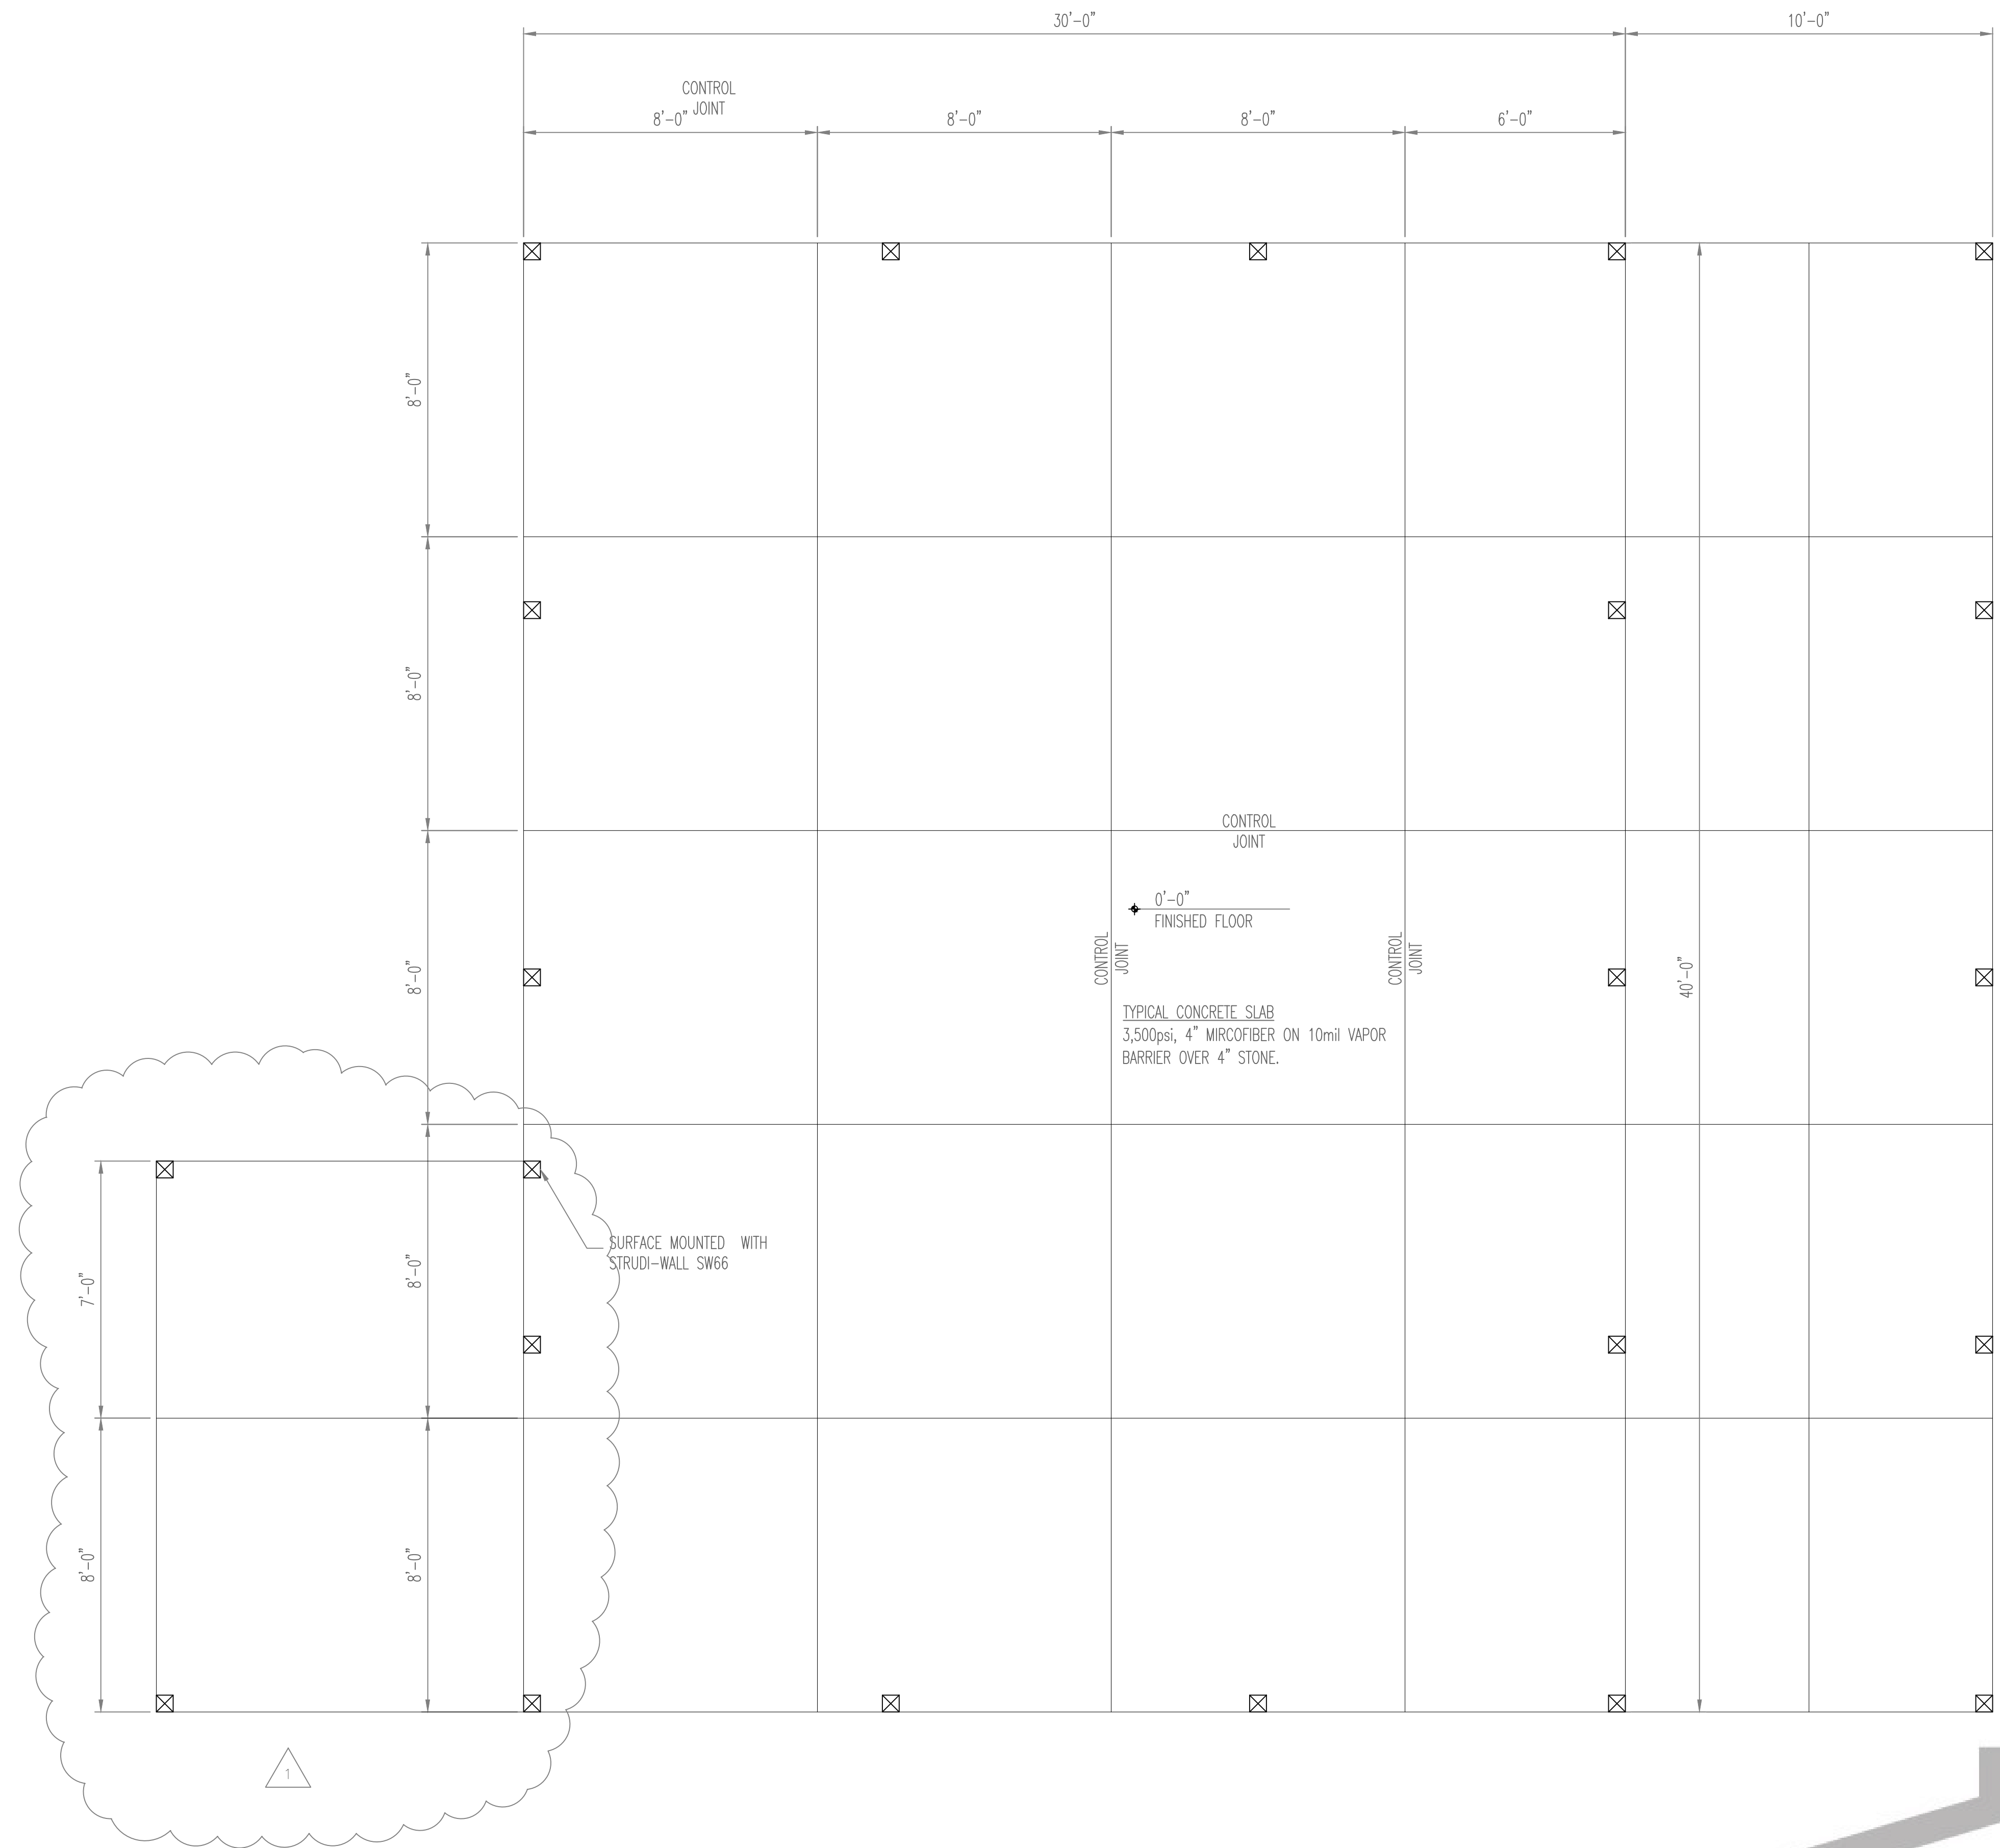 30'-0"
10'-0"
CONTROL
JOINT
8'-0"
8'-0"
8'-0"
6'-0"
8'-0"
8'-0"
CONTROL
JOINT
0'-0"
FINISHED FLOOR
CONTROL
JOINT
CONTROL
JOINT
8'-0"
40'-0"
TYPICAL CONCRETE SLAB
3,500psi, 4" MIRCOFIBER ON 10mil VAPOR
BARRIER OVER 4" STONE.
SURFACE MOUNTED WITH
STRUDI-WALL SW66
7'-0"
8'-0"
8'-0"
8'-0"
1